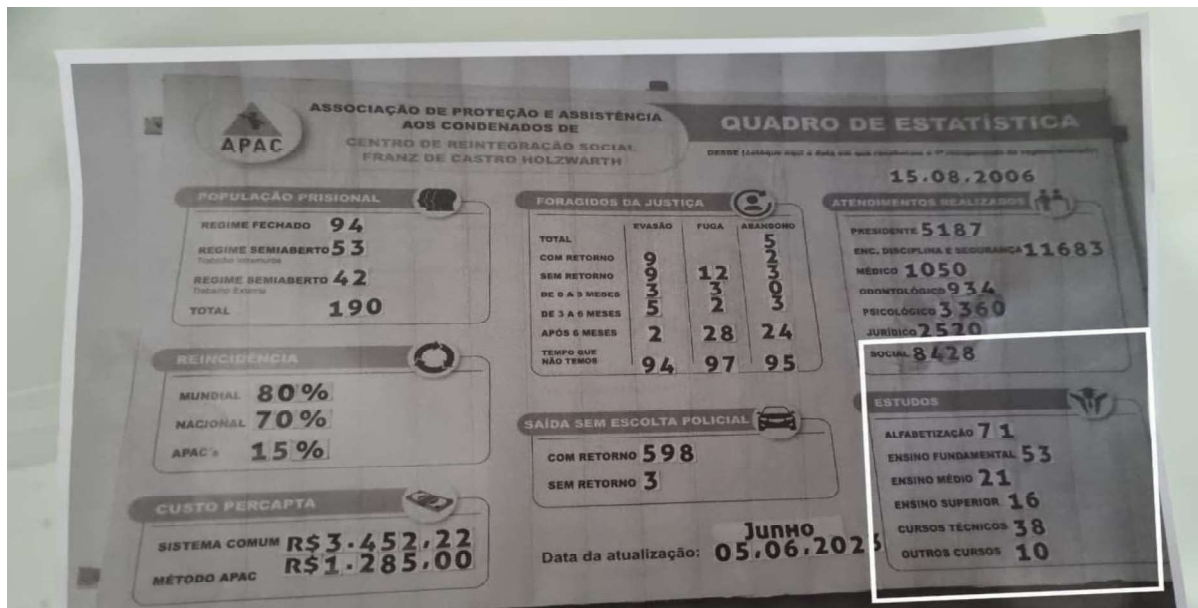 APAC
ASSOCIAÇÃO DE PROTEÇÃO E ASSISTÊNCIA
AOS CONDENADOS DE
CENTRO DE REINTEGRAÇÃO SOCIAL
FRANZ DE CASTRO HOLZWARTH
QUADRO DE ESTATÍSTICA
15.08.2006
POPULAÇÃO PRISIONAL
REGIME FECHADO 94
REGIME SEMIABERTO 53
Trabalho Intramuros
REGIME SEMIABERTO 42
Trabalho Externo
TOTAL 190
REINCIDÊNCIA
MUNDIAL 80%
NACIONAL 70%
APAC´s 15%
CUSTO PERCAPTA
SISTEMA COMUM R$3.452,22
MÉTODO APAC R$1.285,00
FORAGIDOS DA JUSTIÇA
EVASÃO FUGA ABANDONO
TOTAL 5
COM RETORNO 9 2
SEM RETORNO 9 12 3
DE 0 A 3 MESES 3 3 0
DE 3 A 6 MESES 5 2 3
APÓS 6 MESES 2 28 24
TEMPO QUE
NÃO TEMOS 94 97 95
SAÍDA SEM ESCOLTA POLICIAL
COM RETORNO 598
SEM RETORNO 3
Junho
Data da atualização: 05.06.202
ATENDIMENTOS REALIZADOS
PRESIDENTE 5187
ENC. DISCIPLINA E SEGURANÇA 11683
MÉDICO 1050
ODONTOLÓGICO 934
PSICOLÓGICO 3360
JURÍDICO 2520
SOCIAL 8428
ESTUDOS
ALFABETIZAÇÃO 71
ENSINO FUNDAMENTAL 53
ENSINO MÉDIO 21
ENSINO SUPERIOR 16
CURSOS TÉCNICOS 38
OUTROS CURSOS 10